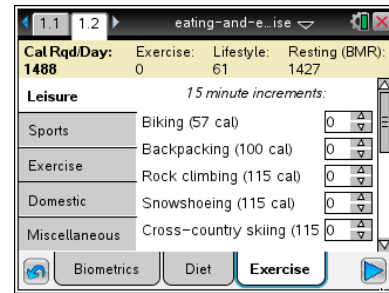 1.1 1.2 eating-and-e…ise
Cal Rqd/Day: Exercise: Lifestyle: Resting (BMR):
1488 0 61 1427
Leisure 15 minute increments:
Sports Biking (57 cal) 0
Backpacking (100 cal) 0
Exercise Rock climbing (115 cal) 0
Domestic Snowshoeing (115 cal) 0
Miscellaneous Cross-country skiing (115 0
Biometrics Diet Exercise